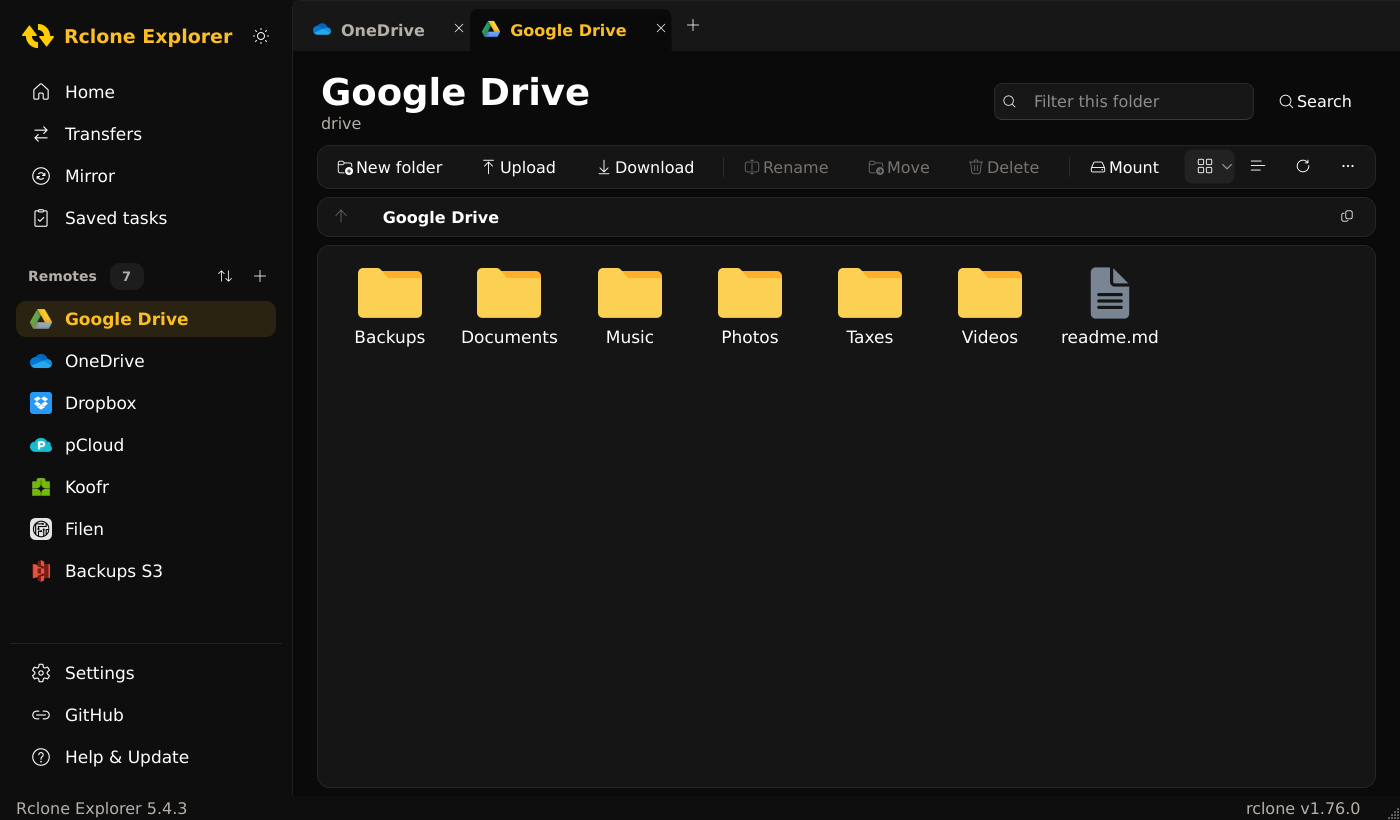 Rclone Explorer
Home
Transfers
Mirror
Saved tasks
Remotes 7
Google Drive
OneDrive
Dropbox
pCloud
Koofr
Filen
Backups S3
Settings
GitHub
Help & Update
OneDrive Google Drive
Google Drive
drive
Filter this folder Search
New folder Upload Download Rename Move Delete Mount
Google Drive
Backups Documents Music Photos Taxes Videos readme.md
Rclone Explorer 5.4.3 rclone v1.76.0